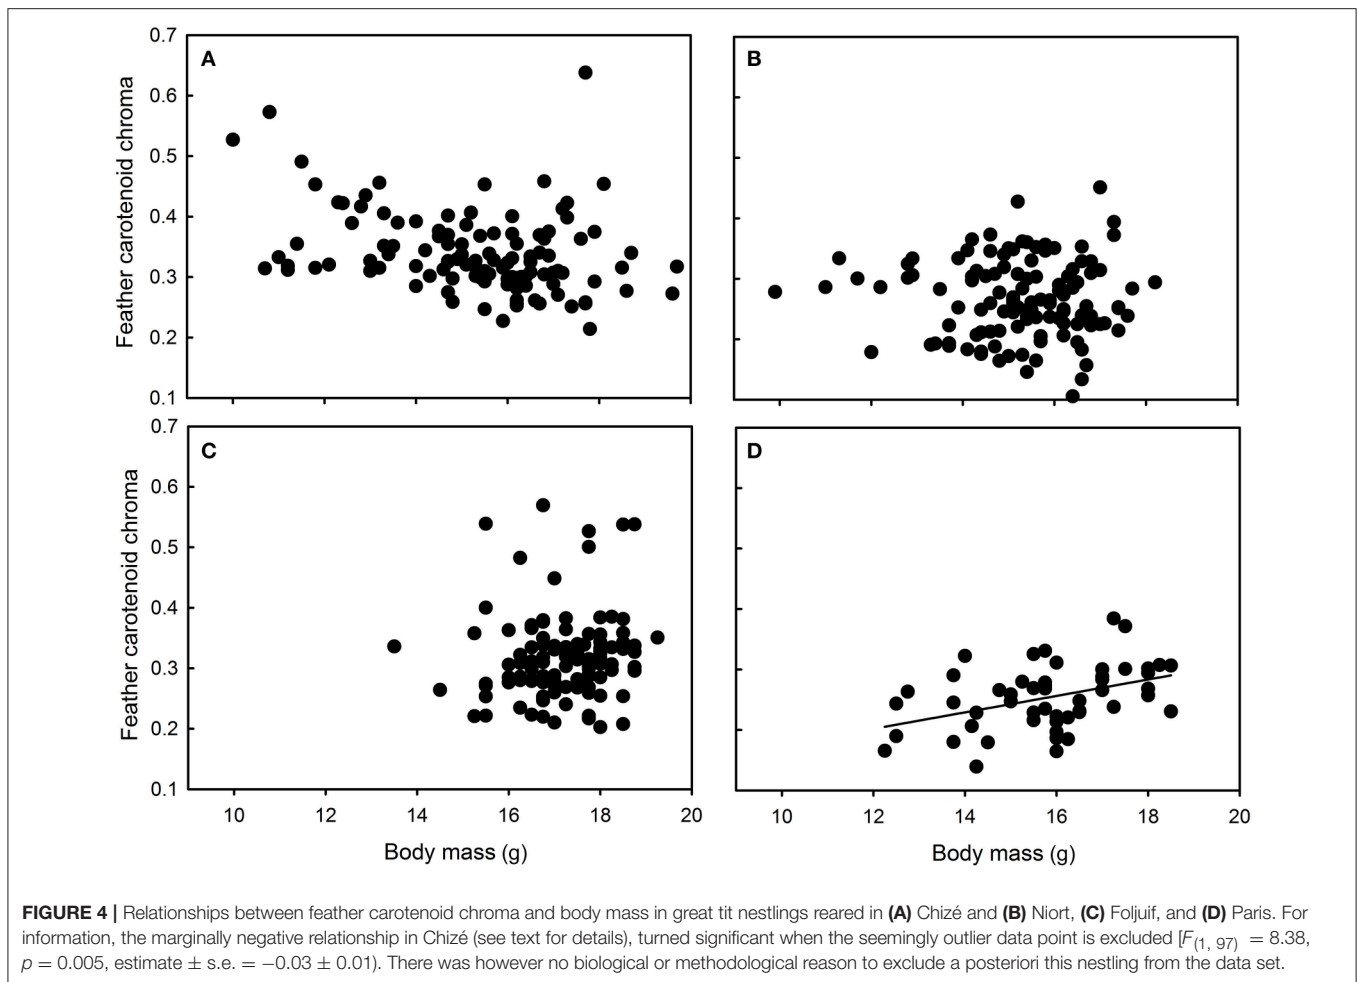 0.7
A
0.6
0.5
0.4
0.3
0.2
0.1
Feather carotenoid chroma
B
0.7
C
0.6
0.5
0.4
0.3
0.2
0.1
Feather carotenoid chroma
10 12 14 16 18 20
Body mass (g)
D
10 12 14 16 18 20
Body mass (g)
FIGURE 4 | Relationships between feather carotenoid chroma and body mass in great tit nestlings reared in (A) Chizé and (B) Niort, (C) Foljuif, and (D) Paris. For
information, the marginally negative relationship in Chizé (see text for details), turned significant when the seemingly outlier data point is excluded [F(1, 97) = 8.38,
p = 0.005, estimate ± s.e. = −0.03 ± 0.01). There was however no biological or methodological reason to exclude a posteriori this nestling from the data set.